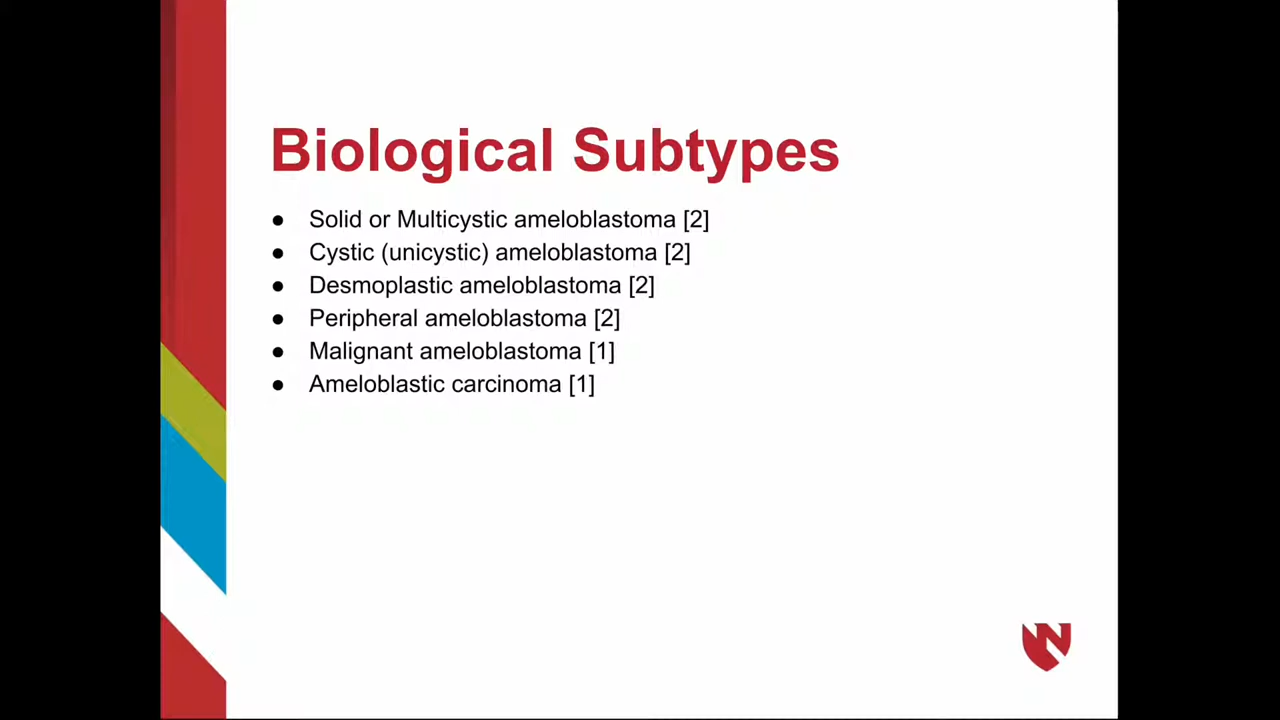 Biological Subtypes
● Solid or Multicystic ameloblastoma [2]
● Cystic (unicystic) ameloblastoma [2]
● Desmoplastic ameloblastoma [2]
● Peripheral ameloblastoma [2]
● Malignant ameloblastoma [1]
● Ameloblastic carcinoma [1]